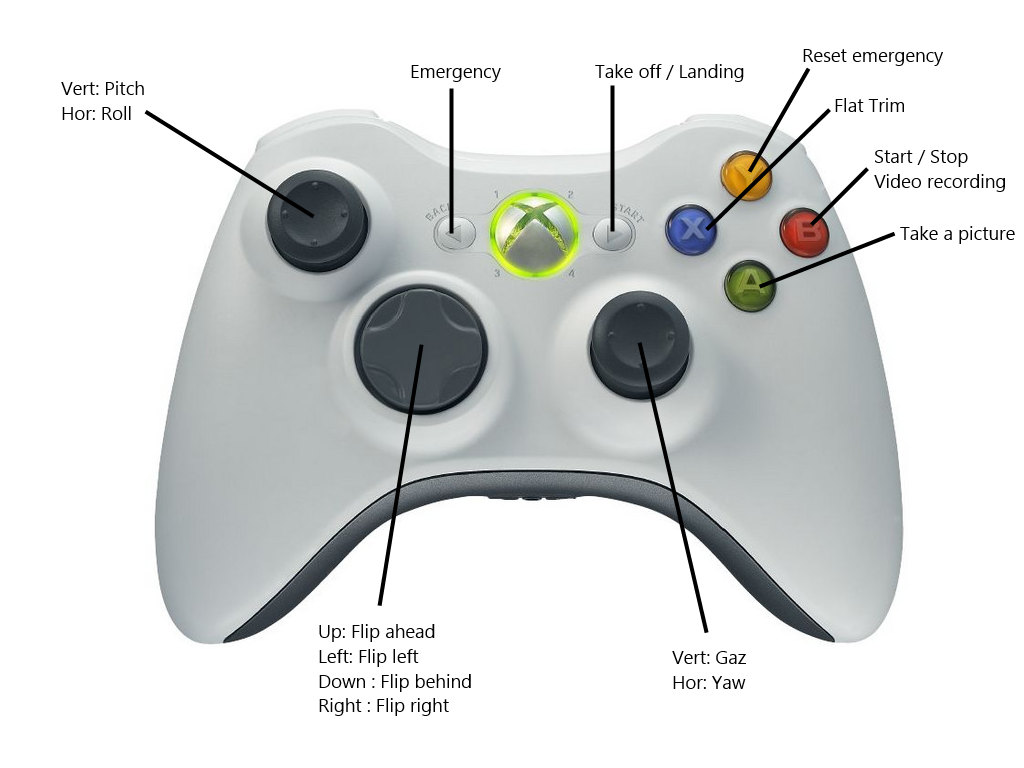 Reset emergency
Emergency
Take off / Landing
Vert: Pitch
Hor: Roll
Flat Trim
Start / Stop
Video recording
Take a picture
BACK
1
2
3
4
START
Y
X
B
A
Up: Flip ahead
Left: Flip left
Down : Flip behind
Right : Flip right
Vert: Gaz
Hor: Yaw